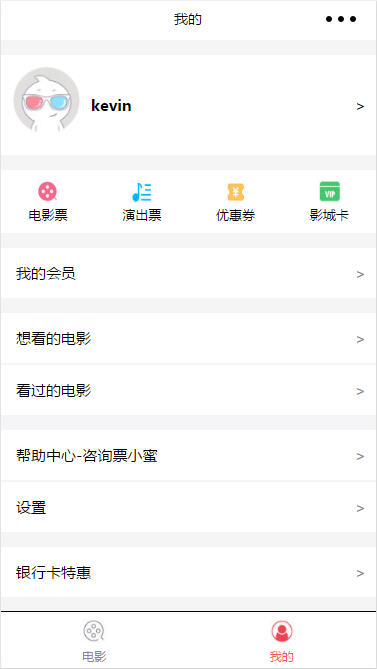 我的
kevin >
电影票 演出票 优惠券 影城卡
VIP
我的会员 >
想看的电影 >
看过的电影 >
帮助中心-咨询票小蜜 >
设置 >
银行卡特惠 >
电影 我的